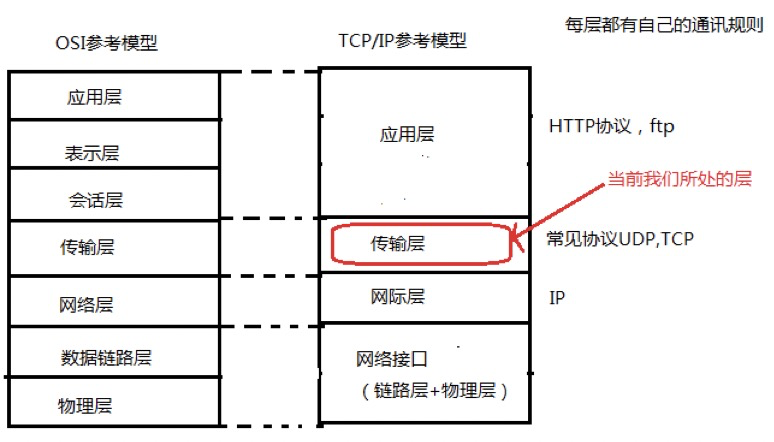 每层都有自己的通讯规则
OSI参考模型
TCP/IP参考模型
应用层
表示层
会话层
传输层
网络层
数据链路层
物理层
应用层
传输层
网际层
网络接口
（链路层+物理层）
HTTP协议，ftp
当前我们所处的层
常见协议UDP,TCP
IP